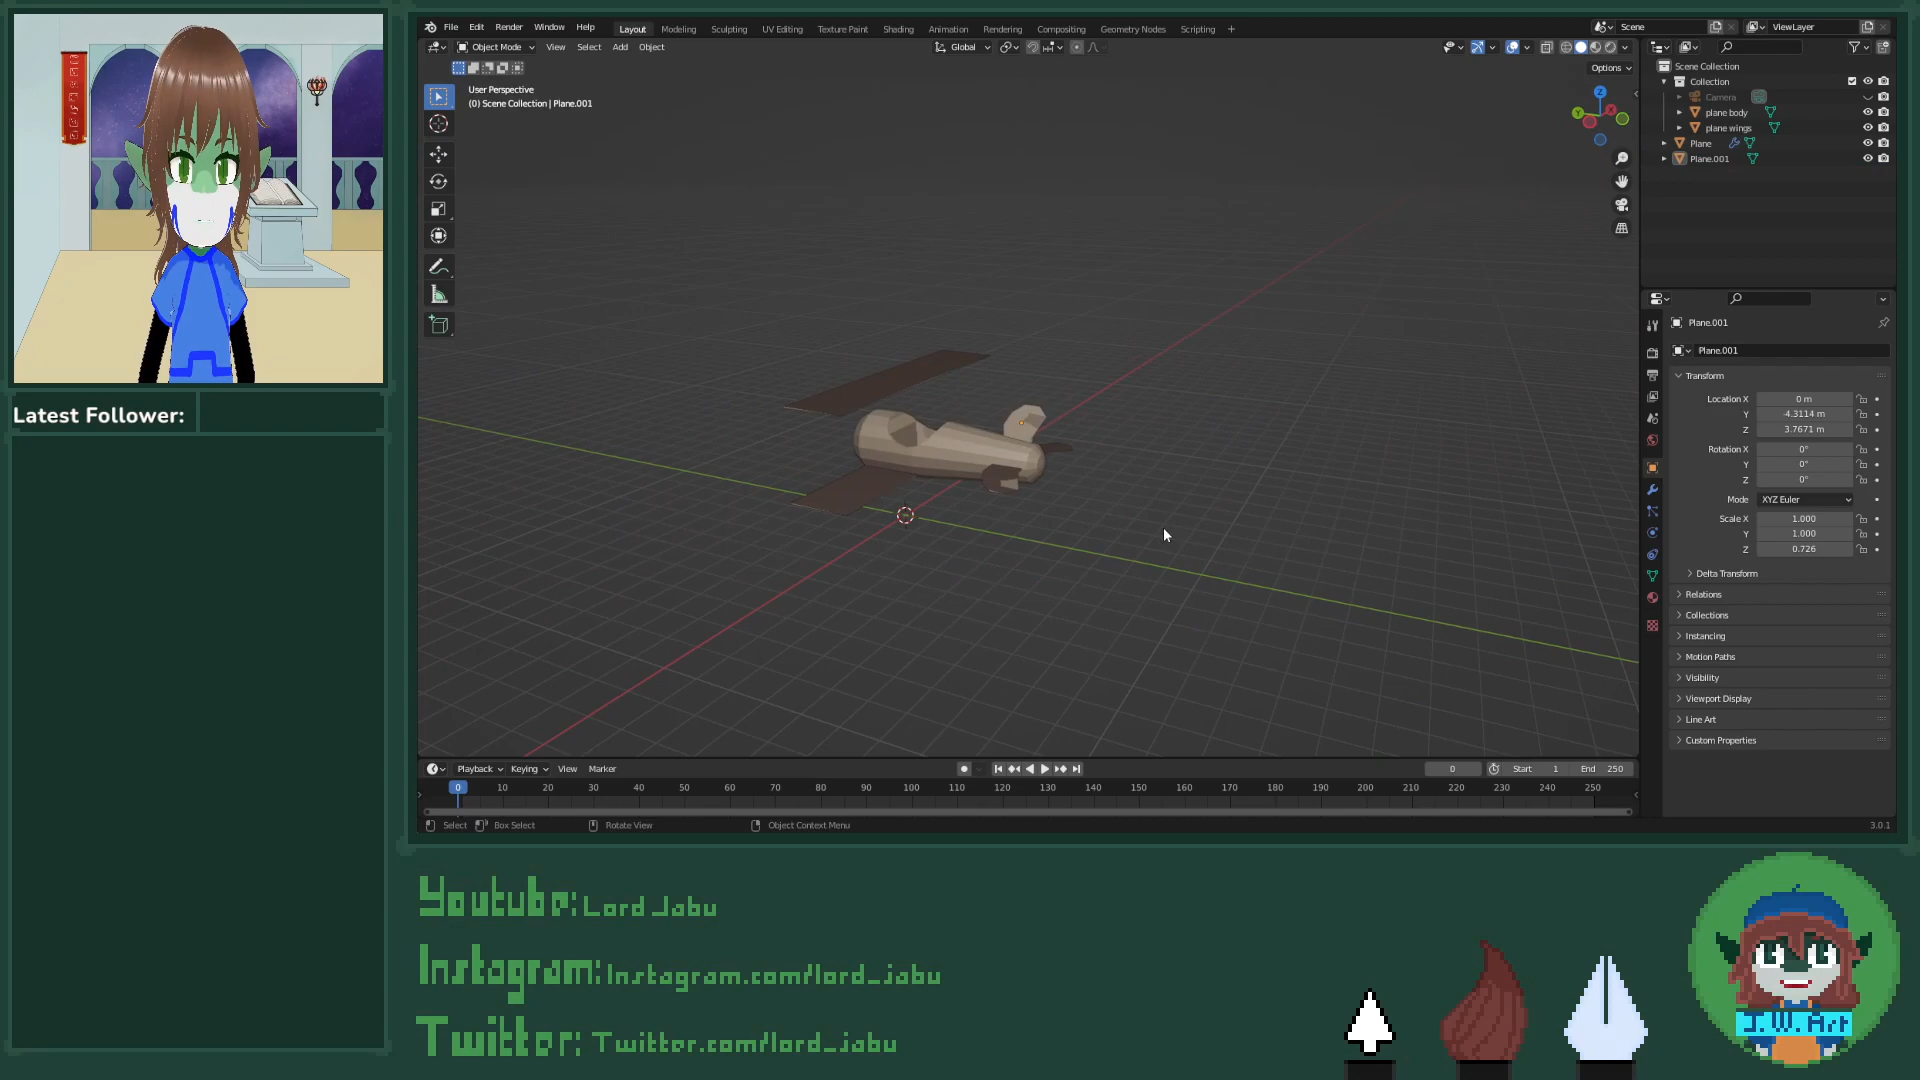 File Edit Render Window Help Layout Modeling Sculpting UV Editing Texture Paint Shading Animation Rendering Compositing Geometry Nodes Scripting + Scene ViewLayer
Object Mode View Select Add Object Global
Options
User Perspective
(0) Scene Collection | Plane.001
Z
Y
X
Scene Collection
Collection
Camera
plane body
plane wings
Plane
Plane.001
Plane.001
Plane.001
Transform
Location X 0 m
Y -4.3114 m
Z 3.7671 m
Rotation X 0°
Y 0°
Z 0°
Mode XYZ Euler
Scale X 1.000
Y 1.000
Z 0.726
Delta Transform
Relations
Collections
Instancing
Motion Paths
Visibility
Viewport Display
Line Art
Custom Properties
Playback Keying View Marker 0 Start 1 End 250
0 10 20 30 40 50 60 70 80 90 100 110 120 130 140 150 160 170 180 190 200 210 220 230 240 250
Select Box Select Rotate View Object Context Menu 3.0.1
Latest Follower:
Youtube: Lord Jabu
Instagram: Instagram.com/lord_jabu
Twitter: Twitter.com/lord_jabu
J.W. Art